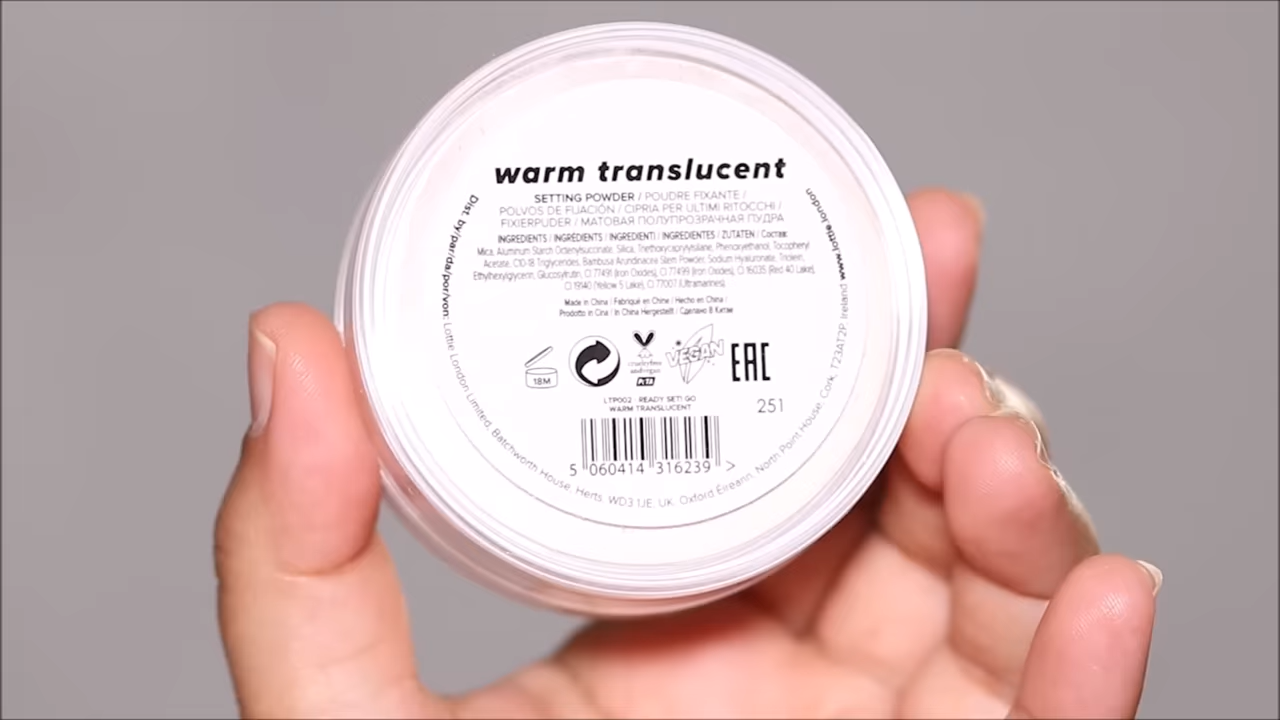 warm translucent
SETTING POWDER / POUDRE FIXANTE /
POLVOS DE FIJACIÓN / CIPRIA PER ULTIMI RITOCCHI /
FIXIERPUDER / МАТОВАЯ ПОЛУПРОЗРАЧНАЯ ПУДРА
INGREDIENTS / INGRÉDIENTS / INGREDIENTI / INGREDIENTES / ZUTATEN / Состав:
Mica, Aluminum Starch Octenylsuccinate, Silica, Triethoxycaprylylsilane, Phenoxyethanol, Tocopheryl
Acetate, C10-18 Triglycerides, Bambusa Arundinacea Stem Powder, Sodium Hyaluronate, Triolein,
Ethylhexylglycerin, Glucosylrutin, CI 77491 (Iron Oxides), CI 77499 (Iron Oxides), CI 16035 (Red 40 Lake),
CI 19140 (Yellow 5 Lake), CI 77007 (Ultramarines).
Made in China / Fabriqué en Chine / Hecho en China /
Prodotto in Cina / In China Hergestellt / Сделано В Китае
18M
crueltyfree
andvegan
PETA
VEGAN
EAC
LTP002 - READY SET! GO
WARM TRANSLUCENT
251
5 060414 316239 >
Dist. by/par/da/por/von: Lottie London Limited, Batchworth House, Herts. WD3 1JE, UK. Oxford Eireann, North Point House, Cork, T23AT2P Ireland www.lottie.london